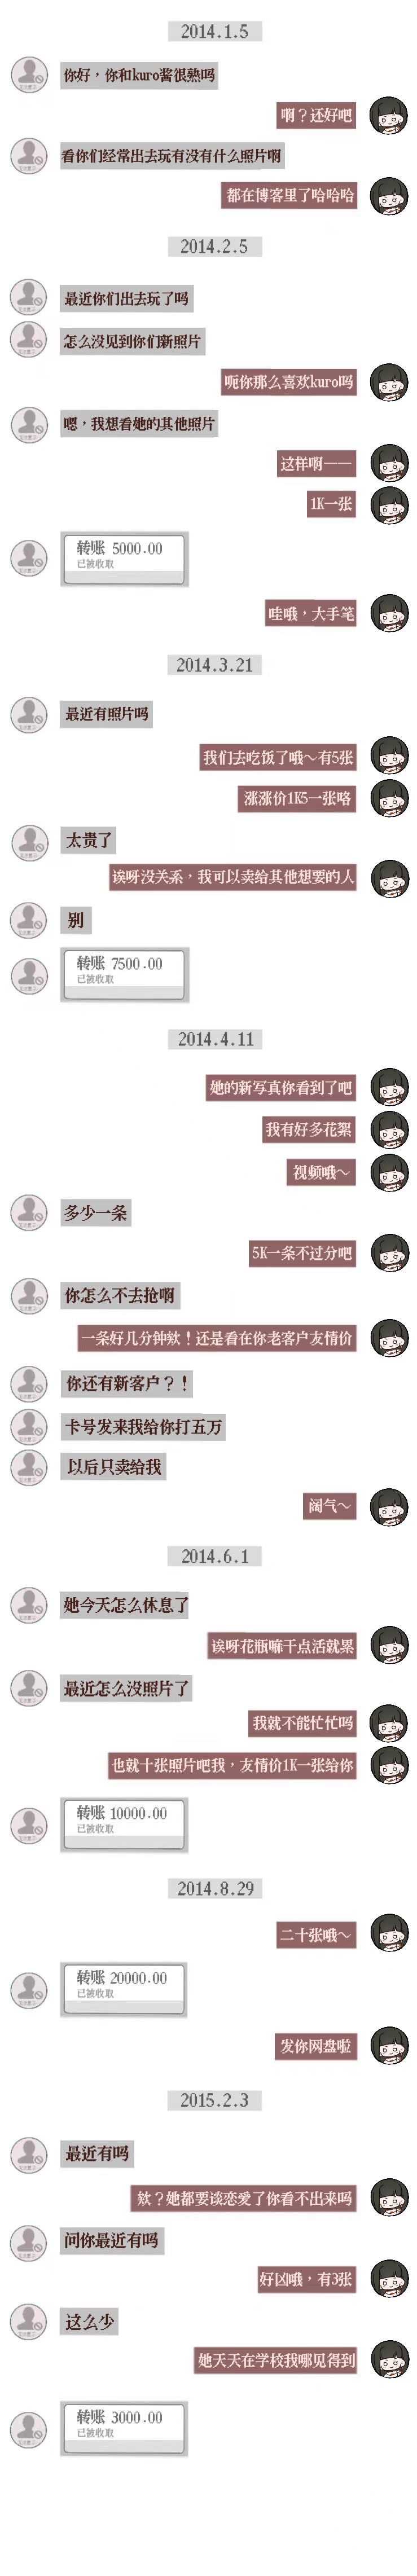 2014.1.5
你好，你和kuro酱很熟吗
啊？还好吧
看你们经常出去玩有没有什么照片啊
都在博客里了哈哈哈
2014.2.5
最近你们出去玩了吗
怎么没见到你们新照片
呃你那么喜欢kuro吗
嗯，我想看她的其他照片
这样啊——
1K一张
转账 5000.00
已被收取
哇哦，大手笔
2014.3.21
最近有照片吗
我们去吃饭了哦～有5张
涨涨价1K5一张咯
太贵了
诶呀没关系，我可以卖给其他想要的人
别
转账 7500.00
已被收取
2014.4.11
她的新写真你看到了吧
我有好多花絮
视频哦～
多少一条
5K一条不过分吧
你怎么不去抢啊
一条好几分钟欸！还是看在你老客户友情价
你还有新客户？！
卡号发来我给你打五万
以后只卖给我
阔气～
2014.6.1
她今天怎么休息了
诶呀花瓶嘛干点活就累
最近怎么没照片了
我就不能忙忙吗
也就十张照片吧我，友情价1K一张给你
转账 10000.00
已被收取
2014.8.29
二十张哦～
转账 20000.00
已被收取
发你网盘啦
2015.2.3
最近有吗
欸？她都要谈恋爱了你看不出来吗
问你最近有吗
好凶哦，有3张
这么少
她天天在学校我哪见得到
转账 3000.00
已被收取